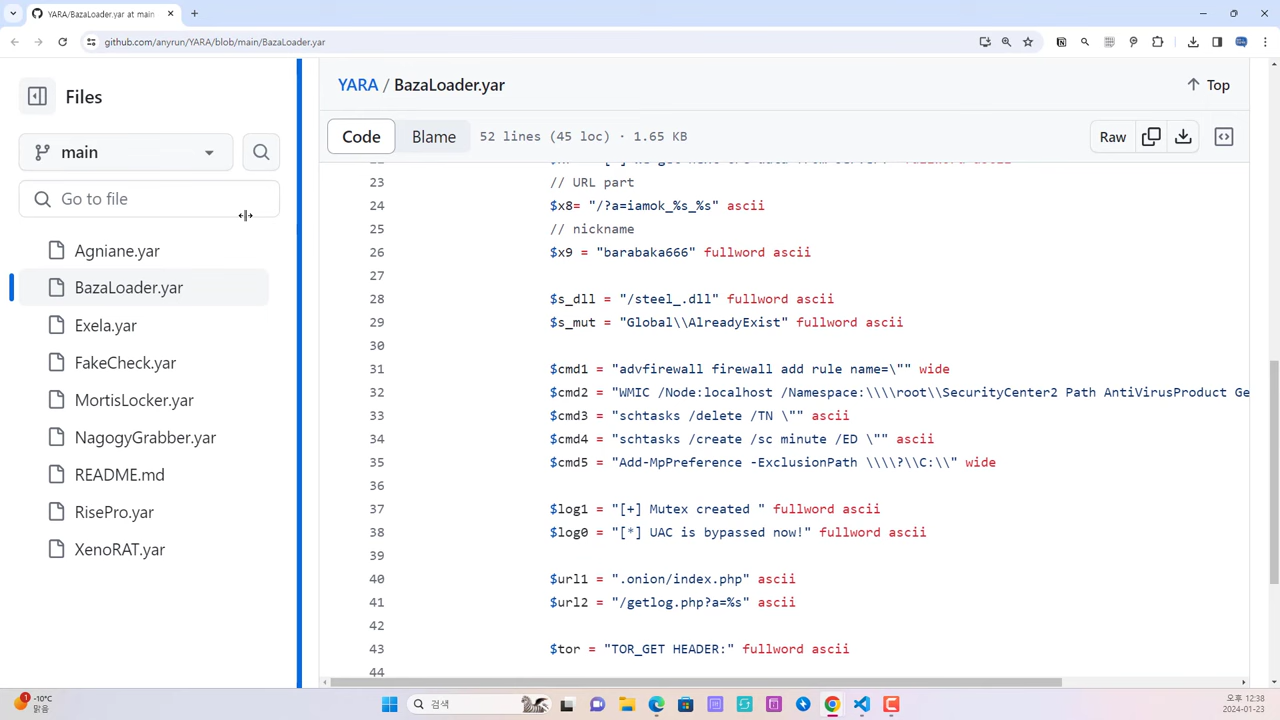 YARA/BazaLoader.yar at main
github.com/anyrun/YARA/blob/main/BazaLoader.yar
Files
main
Go to file
Agniane.yar
BazaLoader.yar
Exela.yar
FakeCheck.yar
MortisLocker.yar
NagogyGrabber.yar
README.md
RisePro.yar
XenoRAT.yar
YARA / BazaLoader.yar
Top
Code
Blame
52 lines (45 loc) · 1.65 KB
Raw
23 // URL part
24 $x8= "/?a=iamok_%s_%s" ascii
25 // nickname
26 $x9 = "barabaka666" fullword ascii
27
28 $s_dll = "/steel_.dll" fullword ascii
29 $s_mut = "Global\\AlreadyExist" fullword ascii
30
31 $cmd1 = "advfirewall firewall add rule name=\"" wide
32 $cmd2 = "WMIC /Node:localhost /Namespace:\\\\root\\SecurityCenter2 Path AntiVirusProduct Ge
33 $cmd3 = "schtasks /delete /TN \"" ascii
34 $cmd4 = "schtasks /create /sc minute /ED \"" ascii
35 $cmd5 = "Add-MpPreference -ExclusionPath \\\\?\\C:\\" wide
36
37 $log1 = "[+] Mutex created " fullword ascii
38 $log0 = "[*] UAC is bypassed now!" fullword ascii
39
40 $url1 = ".onion/index.php" ascii
41 $url2 = "/getlog.php?a=%s" ascii
42
43 $tor = "TOR_GET HEADER:" fullword ascii
44
-10°C
맑음
검색
오후 12:38
2024-01-23